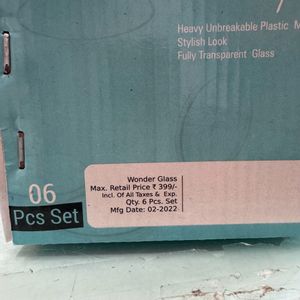 Heavy Unbreakable Plastic
Stylish Look
Fully Transparent Glass
Wonder Glass
Max. Retail Price ₹ 399/-
Incl. Of All Taxes & Exp.
Qty. 6 Pcs. Set
Mfg Date: 02-2022
06
Pcs Set